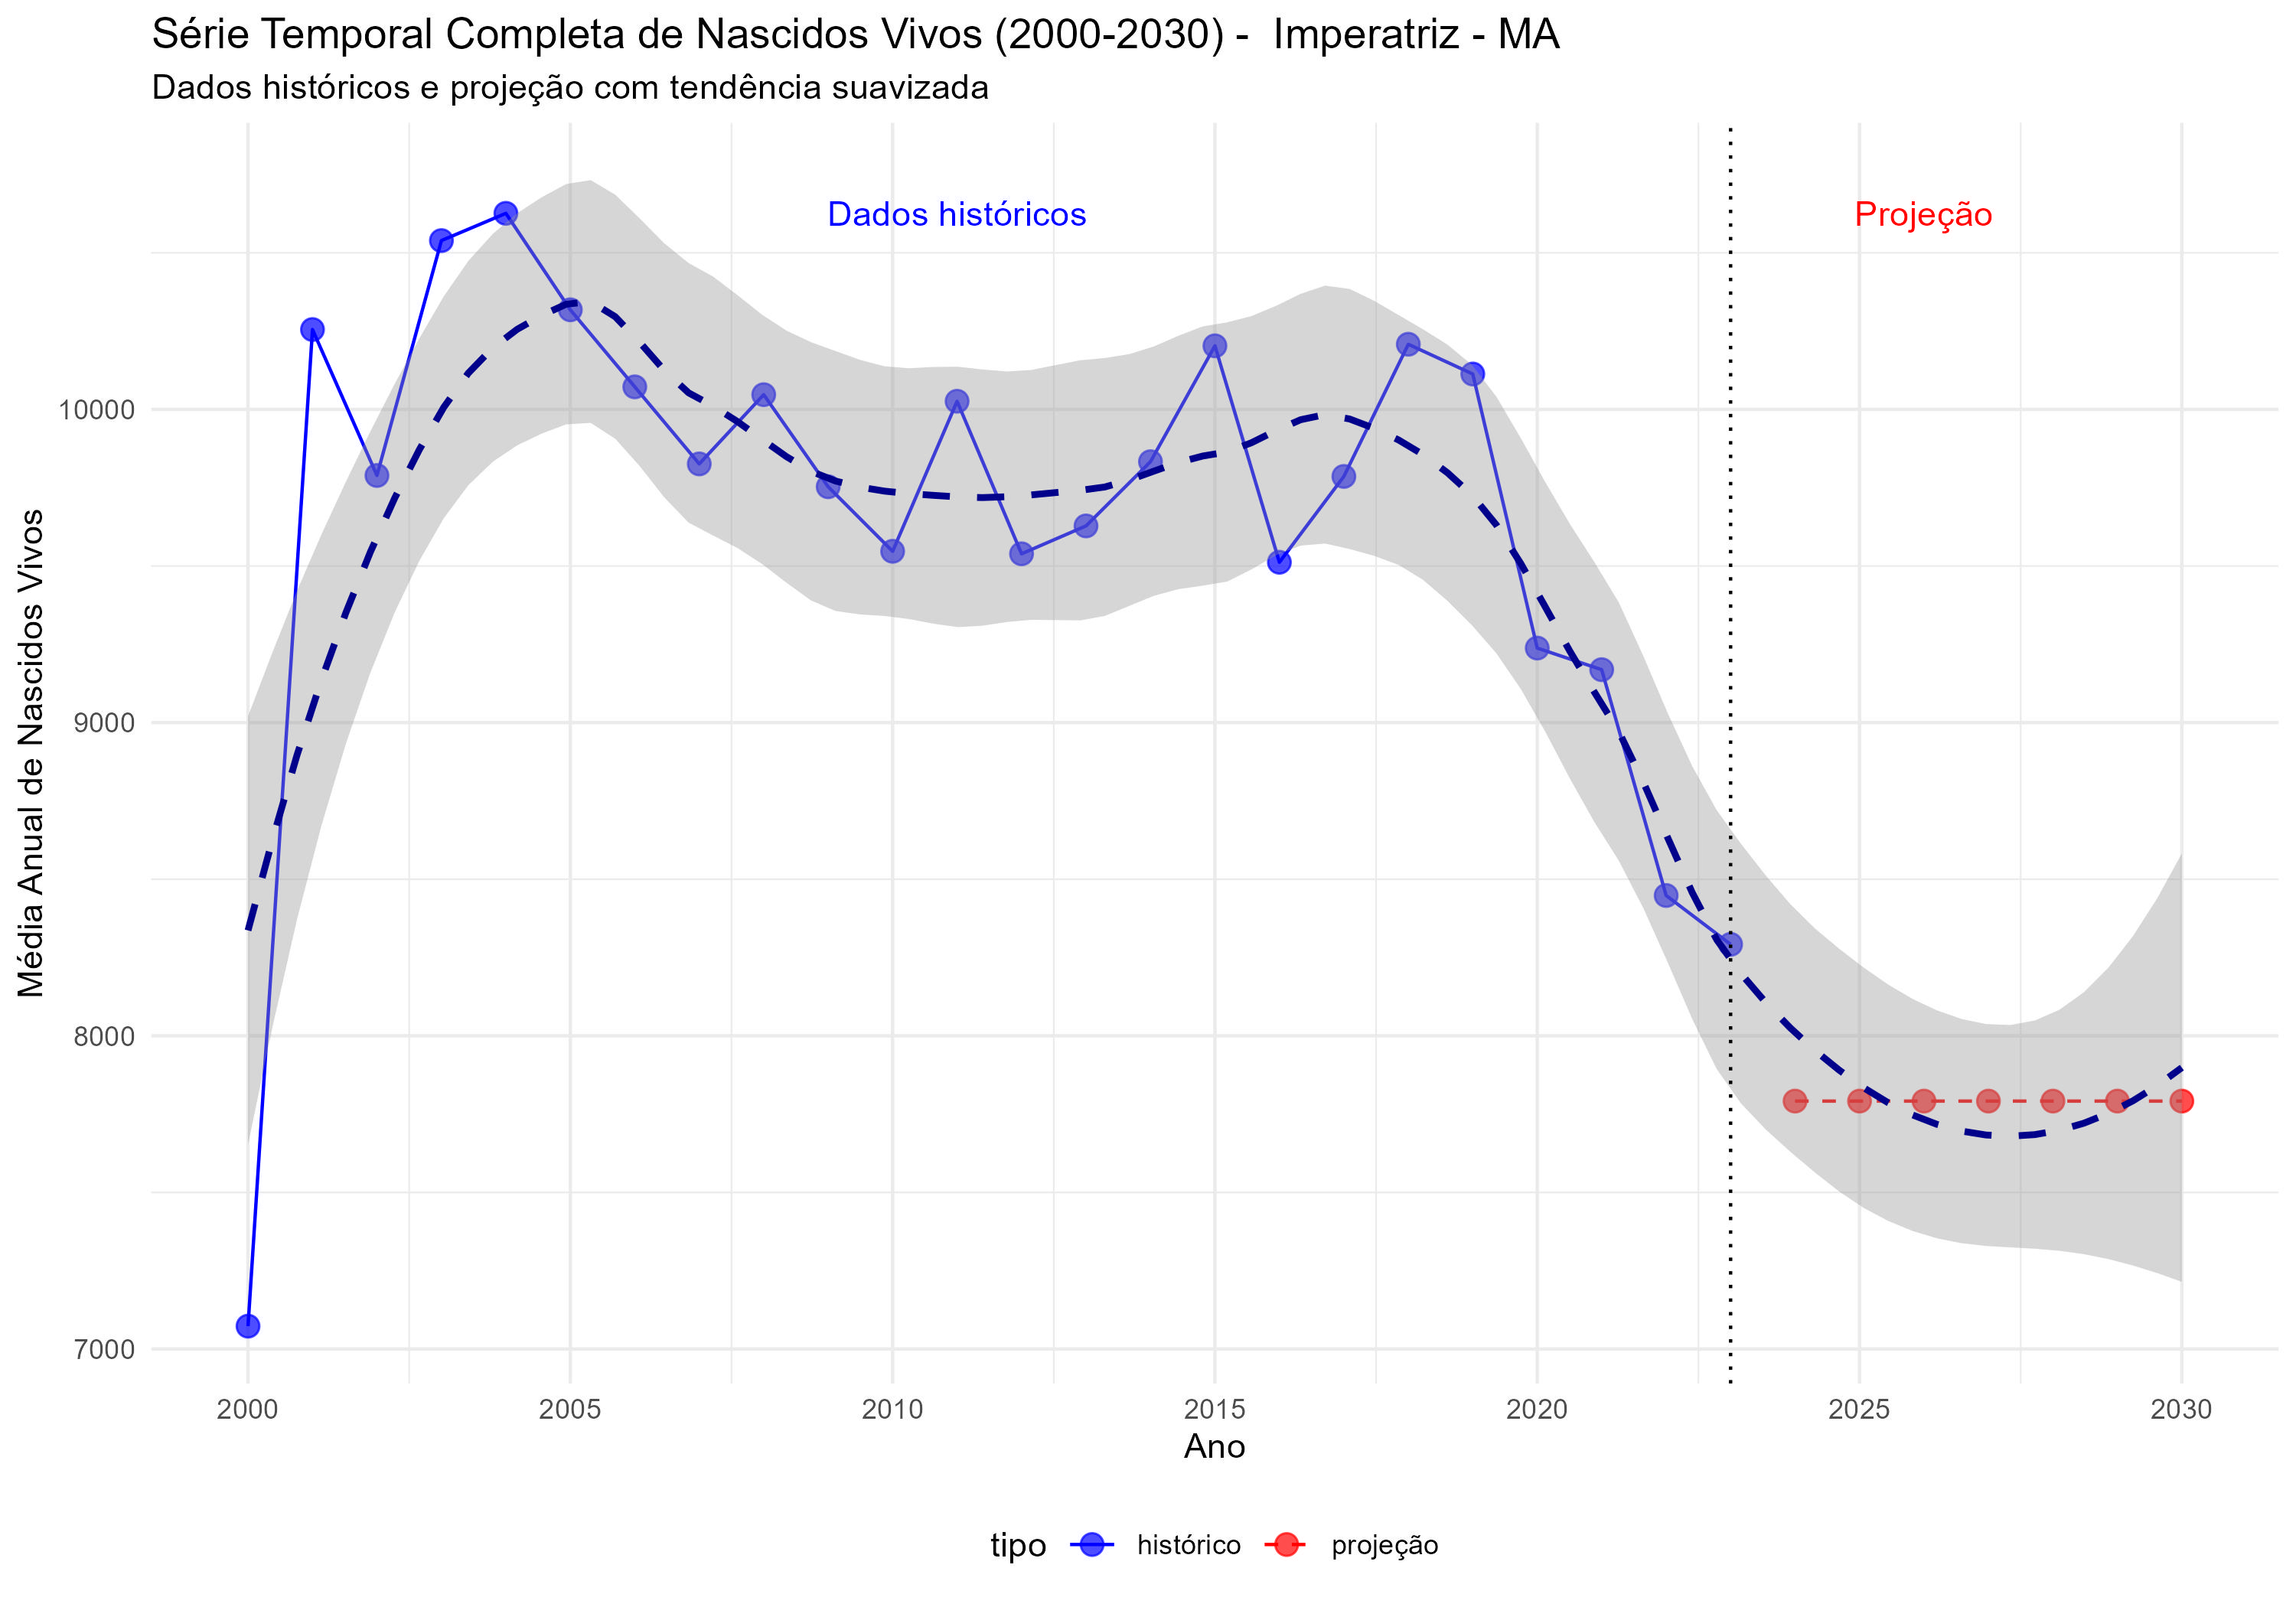 Série Temporal Completa de Nascidos Vivos (2000-2030) -  Imperatriz - MA
Dados históricos e projeção com tendência suavizada
Dados históricos
Projeção
Média Anual de Nascidos Vivos
10000
9000
8000
7000
2000
2005
2010
2015
2020
2025
2030
Ano
tipo
histórico
projeção